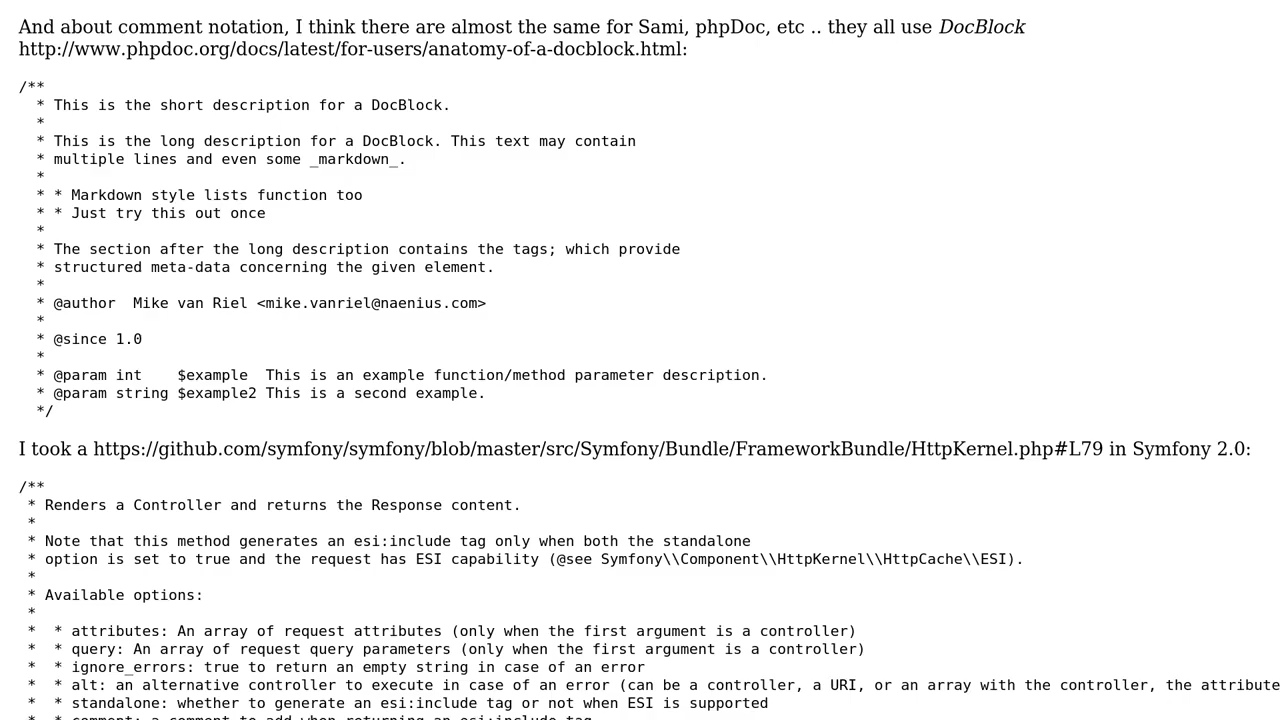 And about comment notation, I think there are almost the same for Sami, phpDoc, etc .. they all use DocBlock
http://www.phpdoc.org/docs/latest/for-users/anatomy-of-a-docblock.html:
/**
  * This is the short description for a DocBlock.
  *
  * This is the long description for a DocBlock. This text may contain
  * multiple lines and even some _markdown_.
  *
  * * Markdown style lists function too
  * * Just try this out once
  *
  * The section after the long description contains the tags; which provide
  * structured meta-data concerning the given element.
  *
  * @author  Mike van Riel <mike.vanriel@naenius.com>
  *
  * @since 1.0
  *
  * @param int    $example  This is an example function/method parameter description.
  * @param string $example2 This is a second example.
  */
I took a https://github.com/symfony/symfony/blob/master/src/Symfony/Bundle/FrameworkBundle/HttpKernel.php#L79 in Symfony 2.0:
/**
 * Renders a Controller and returns the Response content.
 *
 * Note that this method generates an esi:include tag only when both the standalone
 * option is set to true and the request has ESI capability (@see Symfony\\Component\\HttpKernel\\HttpCache\\ESI).
 *
 * Available options:
 *
 *  * attributes: An array of request attributes (only when the first argument is a controller)
 *  * query: An array of request query parameters (only when the first argument is a controller)
 *  * ignore_errors: true to return an empty string in case of an error
 *  * alt: an alternative controller to execute in case of an error (can be a controller, a URI, or an array with the controller, the attribute
 *  * standalone: whether to generate an esi:include tag or not when ESI is supported
 *  * comment: a comment to add when returning an esi:include tag